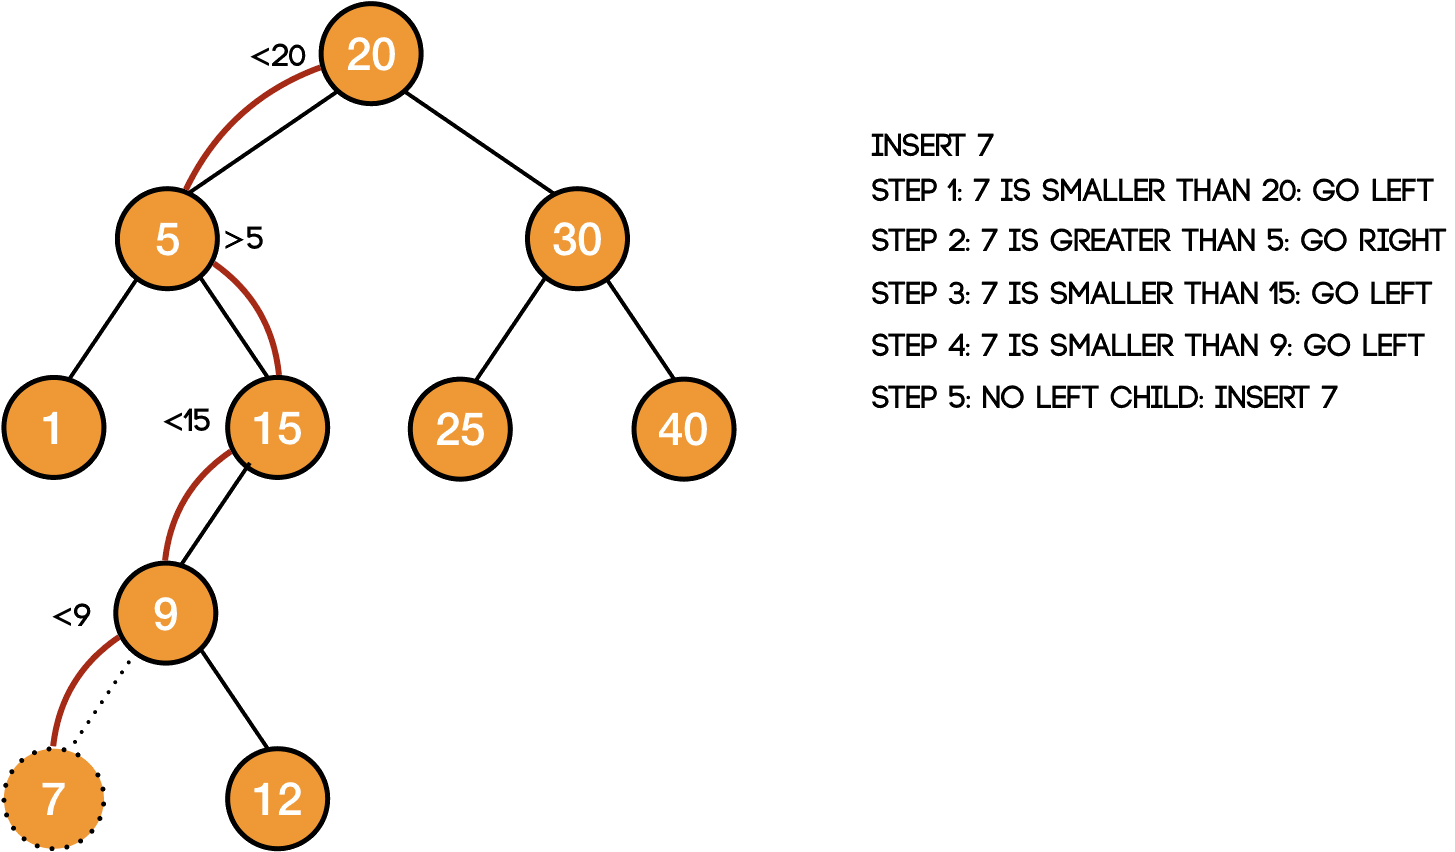 20
<20
5
>5
30
1
<15
15
25
40
<9
9
7
12
INSERT 7
STEP 1: 7 IS SMALLER THAN 20: GO LEFT
STEP 2: 7 IS GREATER THAN 5: GO RIGHT
STEP 3: 7 IS SMALLER THAN 15: GO LEFT
STEP 4: 7 IS SMALLER THAN 9: GO LEFT
STEP 5: NO LEFT CHILD: INSERT 7